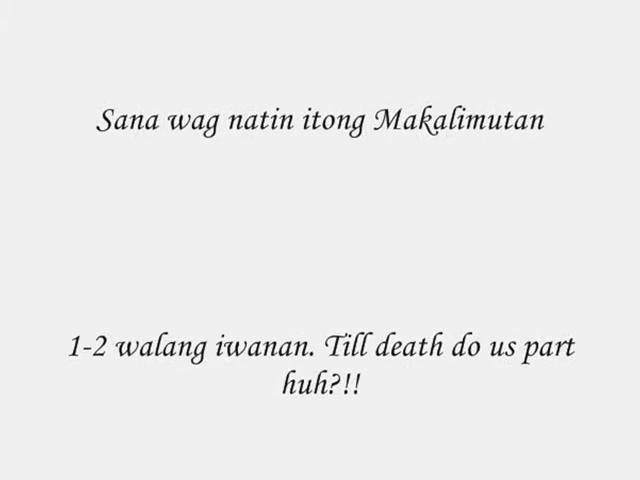 Sana wag natin itong Makalimutan
1-2 walang iwanan. Till death do us part
huh?!!